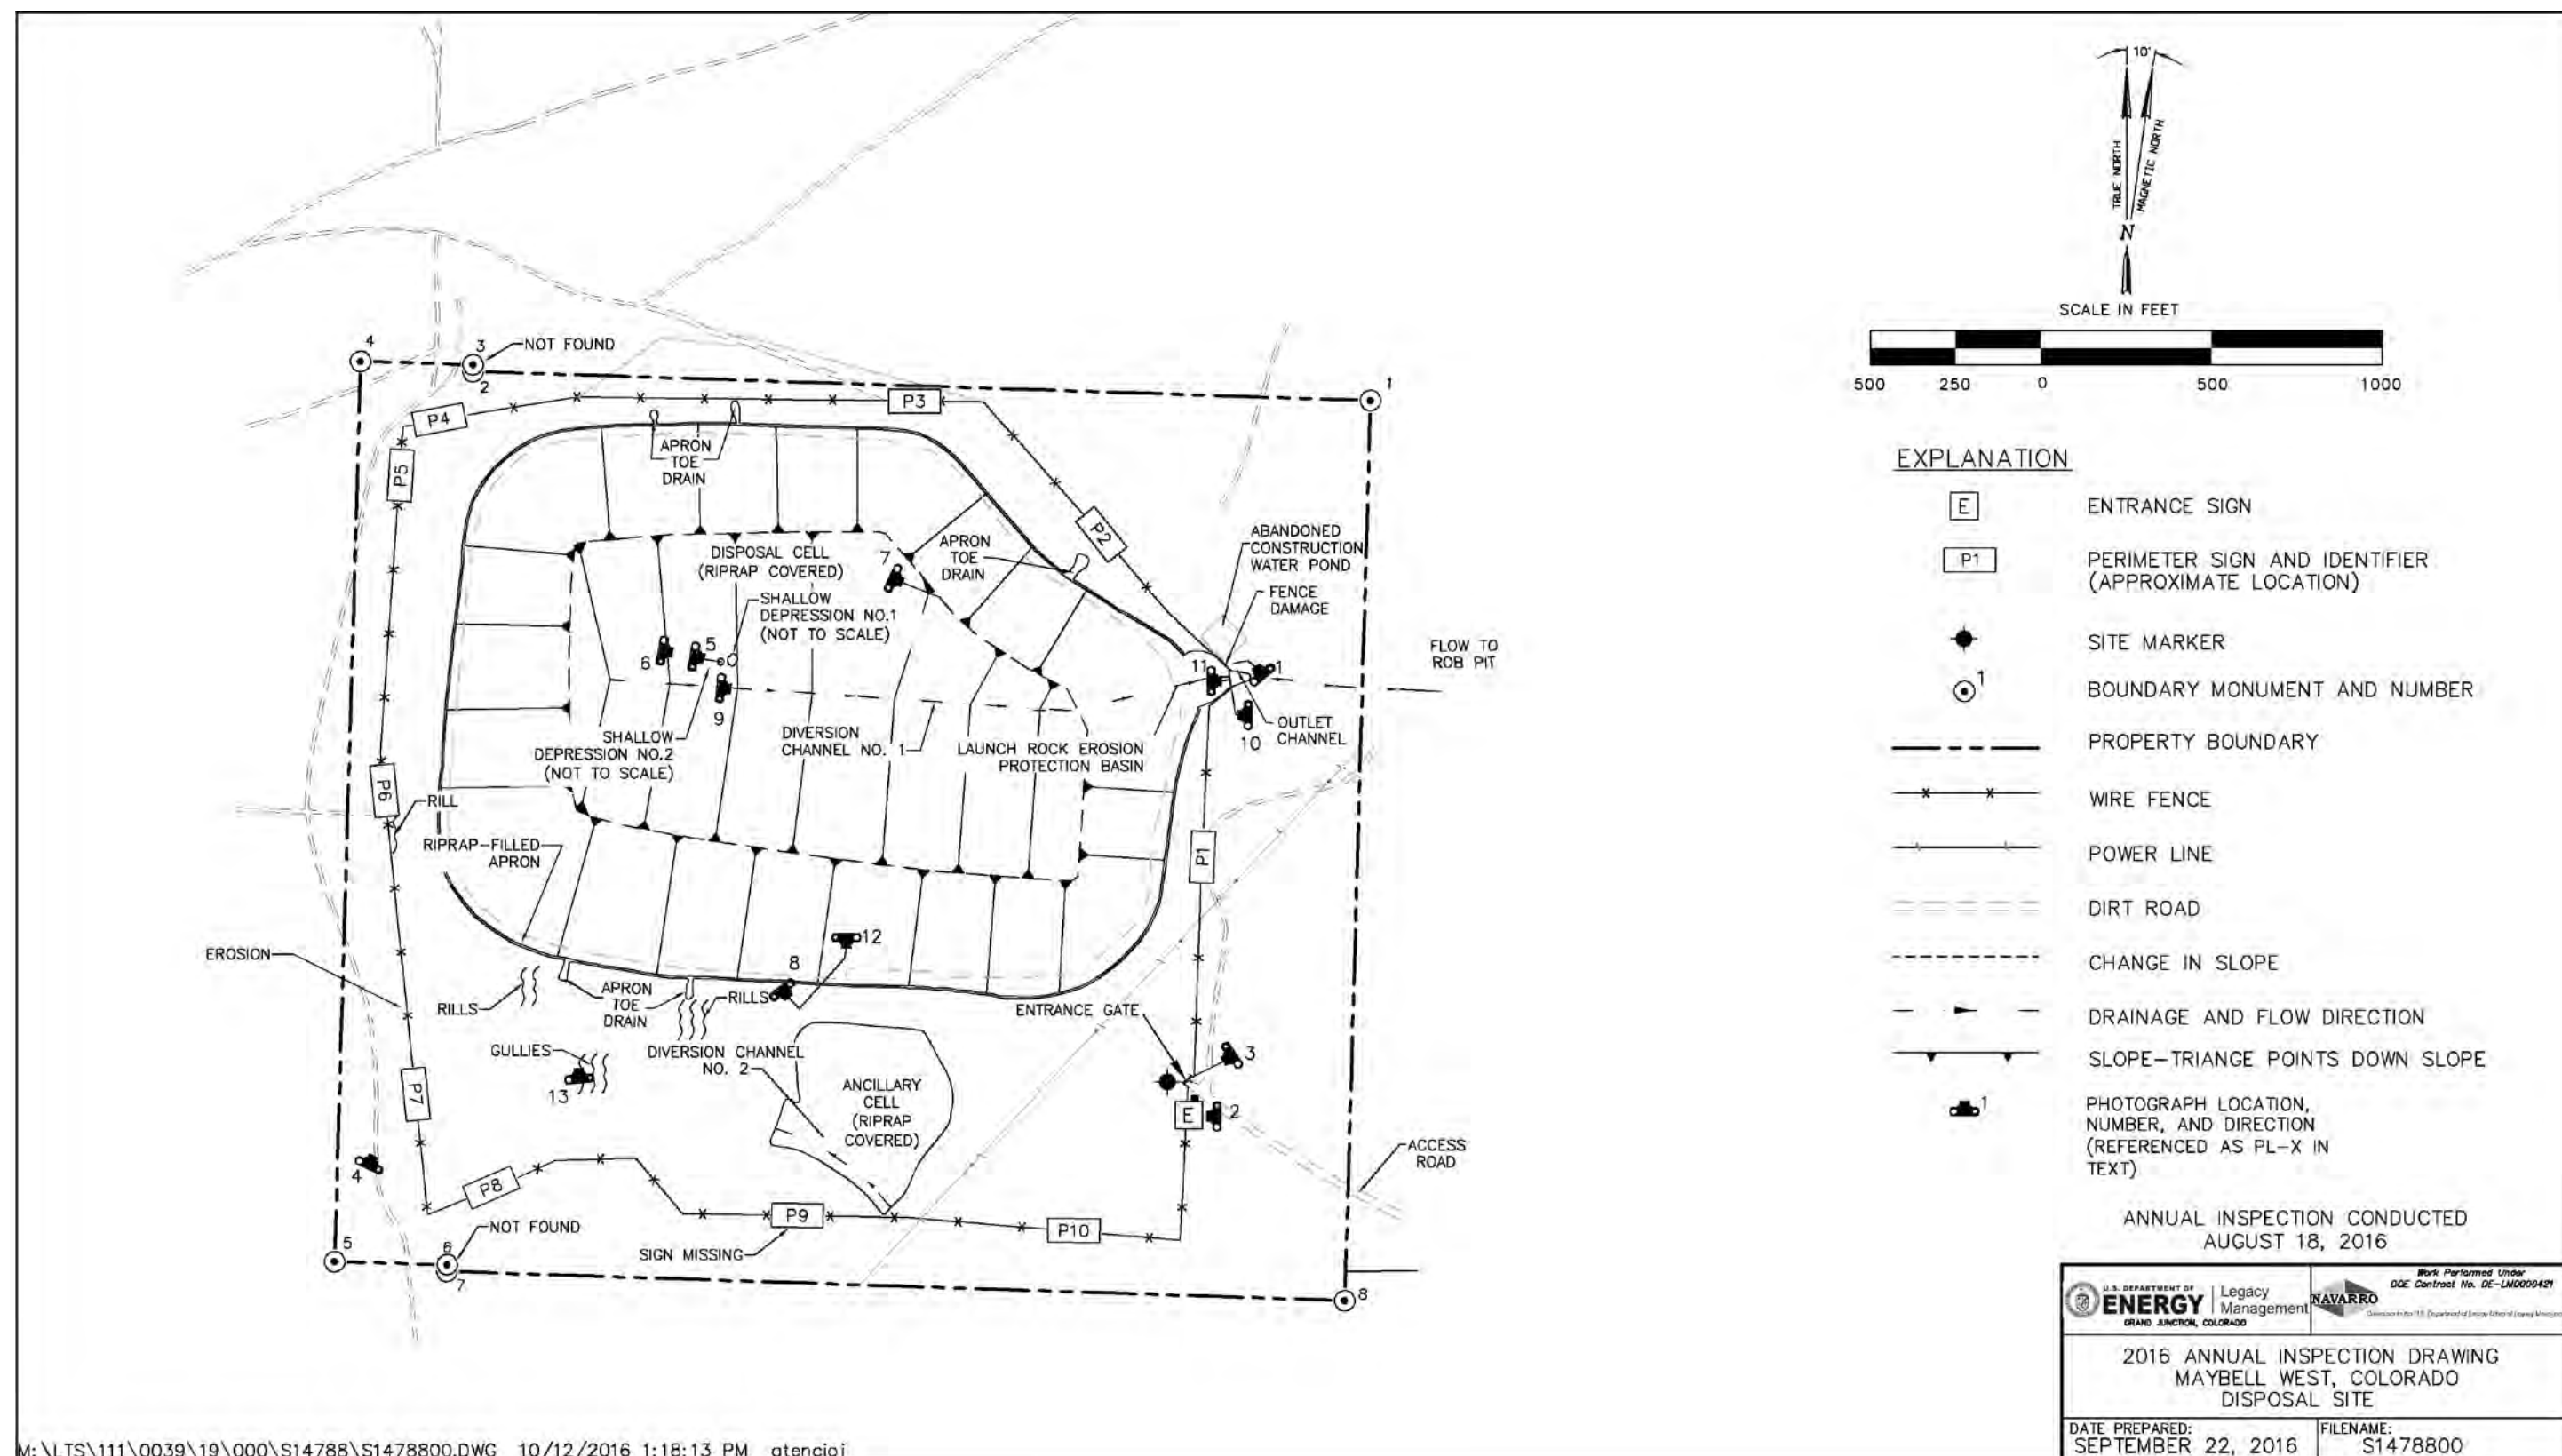 10'
TRUE NORTH
MAGNETIC NORTH
N
SCALE IN FEET
500 250 0 500 1000
4
3
NOT FOUND
2
1
P3
P4
P5
APRON
TOE
DRAIN
P2
APRON
TOE
DRAIN
ABANDONED
CONSTRUCTION
WATER POND
FENCE
DAMAGE
DISPOSAL CELL
(RIPRAP COVERED)
7
SHALLOW
DEPRESSION NO.1
(NOT TO SCALE)
6
5
9
SHALLOW
DEPRESSION NO.2
(NOT TO SCALE)
DIVERSION
CHANNEL NO. 1
LAUNCH ROCK EROSION
PROTECTION BASIN
11
1
10
OUTLET
CHANNEL
FLOW TO
ROB PIT
P6
RILL
RIPRAP-FILLED
APRON
P1
EROSION
12
8
RILLS
APRON
TOE
DRAIN
RILLS
ENTRANCE GATE
3
GULLIES
13
DIVERSION CHANNEL
NO. 2
ANCILLARY
CELL
(RIPRAP
COVERED)
P7
E
2
ACCESS
ROAD
4
P8
P9
P10
SIGN MISSING
5
6
NOT FOUND
7
8
EXPLANATION
E
ENTRANCE SIGN
P1
PERIMETER SIGN AND IDENTIFIER
(APPROXIMATE LOCATION)
SITE MARKER
1
BOUNDARY MONUMENT AND NUMBER
PROPERTY BOUNDARY
WIRE FENCE
POWER LINE
DIRT ROAD
CHANGE IN SLOPE
DRAINAGE AND FLOW DIRECTION
SLOPE-TRIANGE POINTS DOWN SLOPE
1
PHOTOGRAPH LOCATION,
NUMBER, AND DIRECTION
(REFERENCED AS PL-X IN
TEXT)
ANNUAL INSPECTION CONDUCTED
AUGUST 18, 2016
U.S. DEPARTMENT OF
ENERGY
GRAND JUNCTION, COLORADO
Legacy
Management
NAVARRO
Work Performed Under
DOE Contract No. DE-LM0000421
2016 ANNUAL INSPECTION DRAWING
MAYBELL WEST, COLORADO
DISPOSAL SITE
DATE PREPARED:
SEPTEMBER 22, 2016
FILENAME:
S1478800
M:\LTS\111\0039\19\000\S14788\S1478800.DWG 10/12/2016 1:18:13 PM atencioj